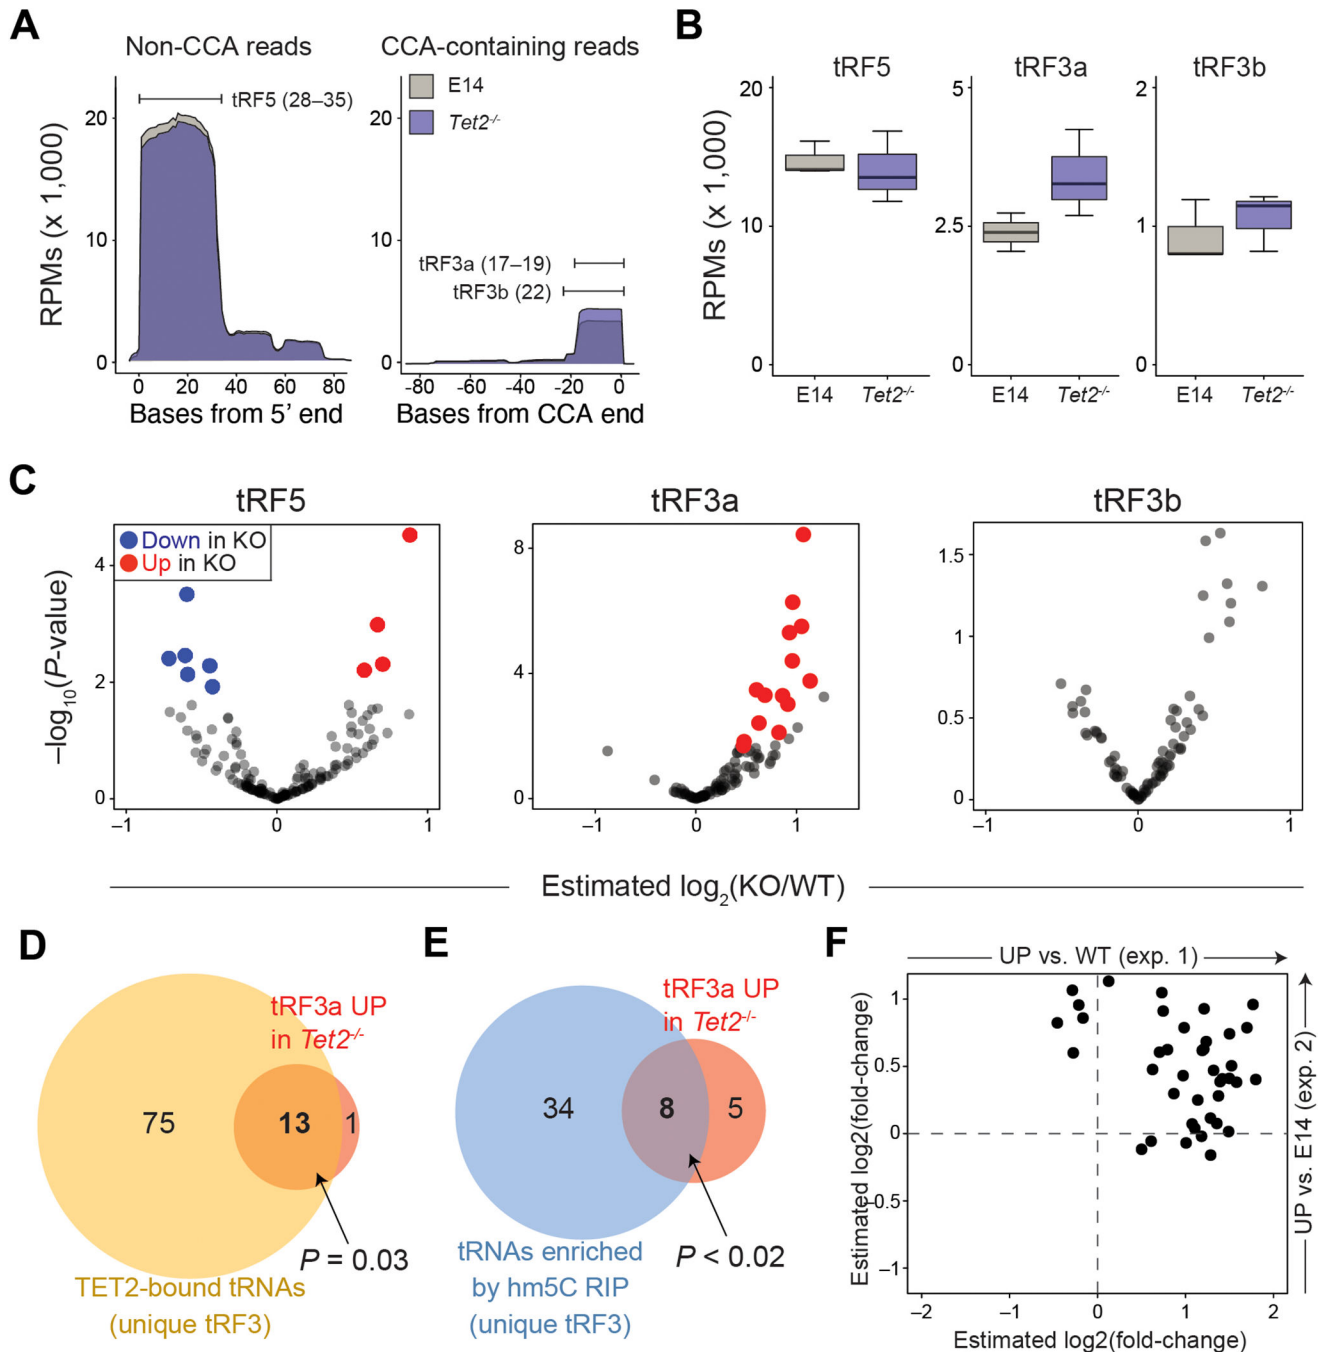 A
Non-CCA reads
CCA-containing reads
E14
Tet2-/-
tRF5 (28–35)
RPMs (x 1,000)
20
10
0
0 20 40 60 80
Bases from 5' end
20
10
0
tRF3a (17–19)
tRF3b (22)
-80 -60 -40 -20 0
Bases from CCA end
B
tRF5
tRF3a
tRF3b
RPMs (x 1,000)
20
10
0
E14 Tet2-/-
5
2.5
0
E14 Tet2-/-
2
1
0
E14 Tet2-/-
C
tRF5
Down in KO
Up in KO
–log10(P-value)
4
2
0
–1 0 1
tRF3a
8
4
0
–1 0 1
tRF3b
1.5
1
0.5
0
–1 0 1
Estimated log2(KO/WT)
D
tRF3a UP
in Tet2-/-
75
13
1
P = 0.03
TET2-bound tRNAs
(unique tRF3)
E
tRF3a UP
in Tet2-/-
34
8
5
P < 0.02
tRNAs enriched
by hm5C RIP
(unique tRF3)
F
UP vs. WT (exp. 1)
UP vs. E14 (exp. 2)
Estimated log2(fold-change)
1
0.5
0
–0.5
–1
–2 –1 0 1 2
Estimated log2(fold-change)